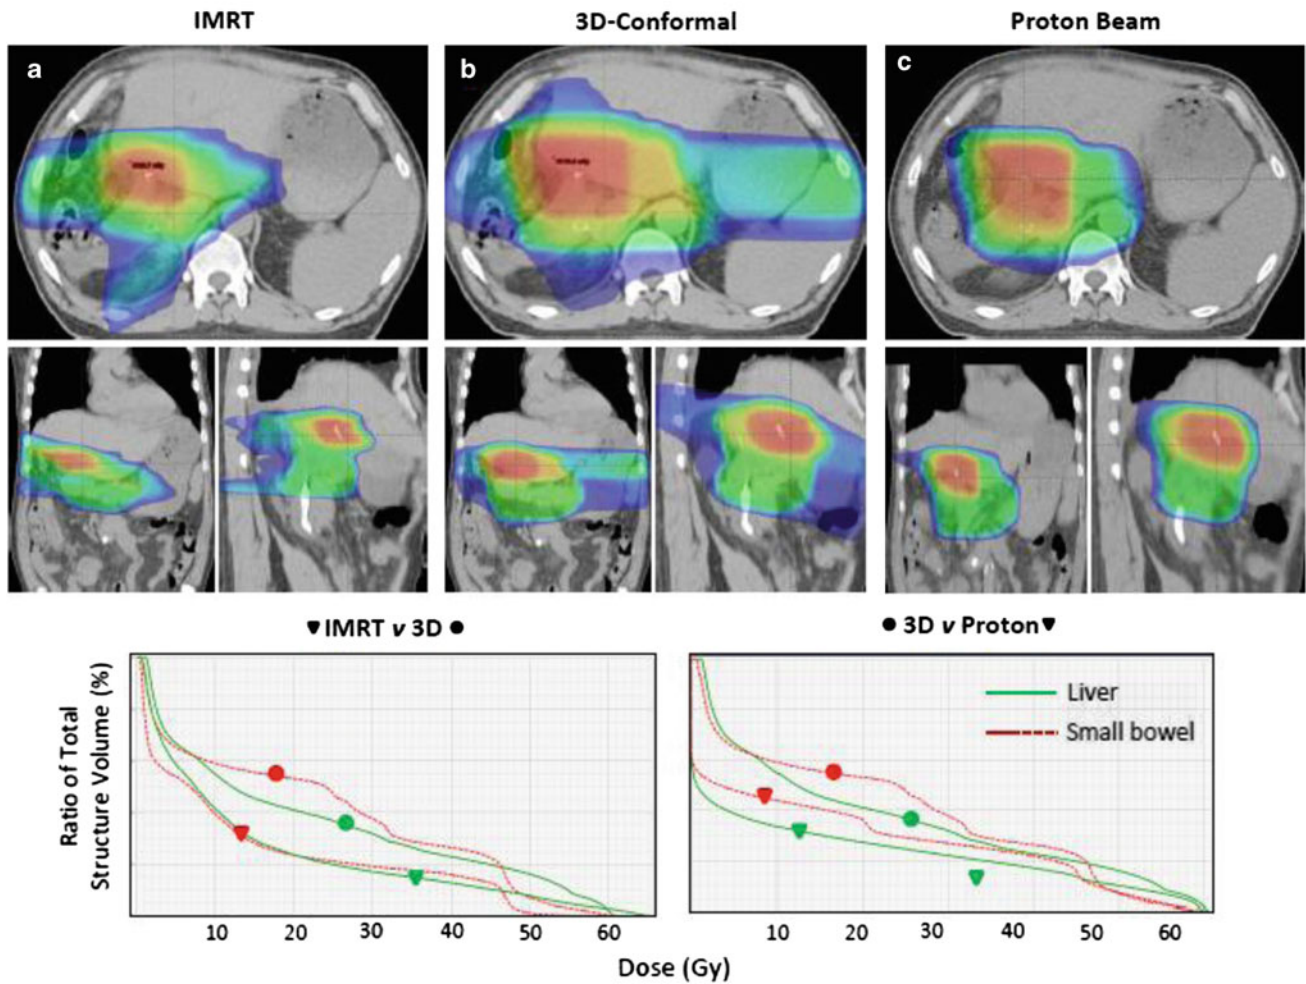 IMRT
3D-Conformal
Proton Beam
a
b
c
▼IMRT v 3D ●
● 3D v Proton▼
Ratio of Total
Structure Volume (%)
Liver
Small bowel
10 20 30 40 50 60
10 20 30 40 50 60
Dose (Gy)